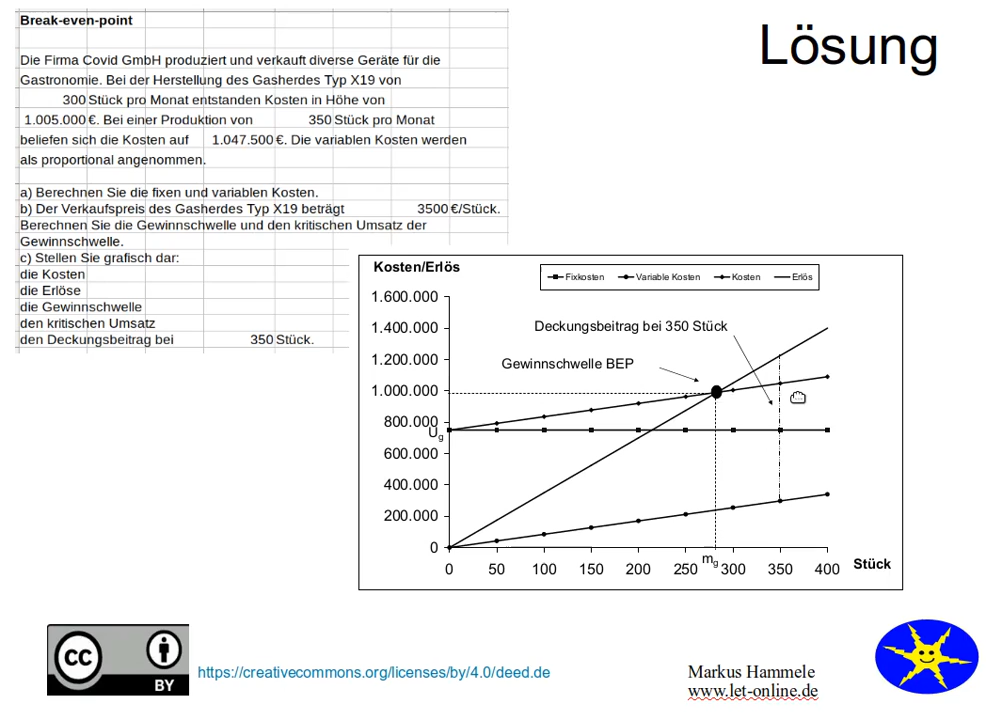 Break-even-point
Lösung
Die Firma Covid GmbH produziert und verkauft diverse Geräte für die
Gastronomie. Bei der Herstellung des Gasherdes Typ X19 von
300 Stück pro Monat entstanden Kosten in Höhe von
1.005.000 €. Bei einer Produktion von 350 Stück pro Monat
beliefen sich die Kosten auf 1.047.500 €. Die variablen Kosten werden
als proportional angenommen.
a) Berechnen Sie die fixen und variablen Kosten.
b) Der Verkaufspreis des Gasherdes Typ X19 beträgt 3500 €/Stück.
Berechnen Sie die Gewinnschwelle und den kritischen Umsatz der
Gewinnschwelle.
c) Stellen Sie grafisch dar:
die Kosten
die Erlöse
die Gewinnschwelle
den kritischen Umsatz
den Deckungsbeitrag bei 350 Stück.
Kosten/Erlös
Fixkosten Variable Kosten Kosten Erlös
1.600.000
1.400.000
Deckungsbeitrag bei 350 Stück
1.200.000
Gewinnschwelle BEP
1.000.000
800.000
Ug
600.000
400.000
200.000
0
mg
0 50 100 150 200 250 300 350 400
Stück
CC BY
https://creativecommons.org/licenses/by/4.0/deed.de
Markus Hammele
www.let-online.de